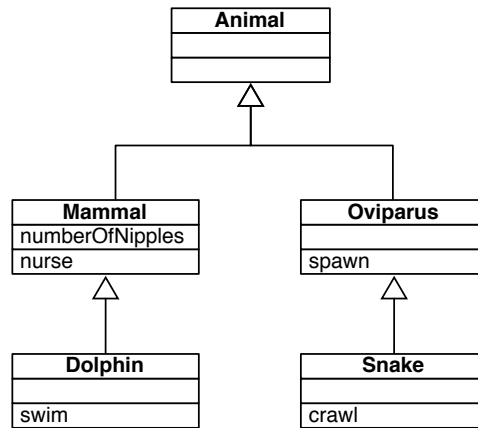 Animal
Mammal
numberOfNipples
nurse
Oviparus
spawn
Dolphin
swim
Snake
crawl